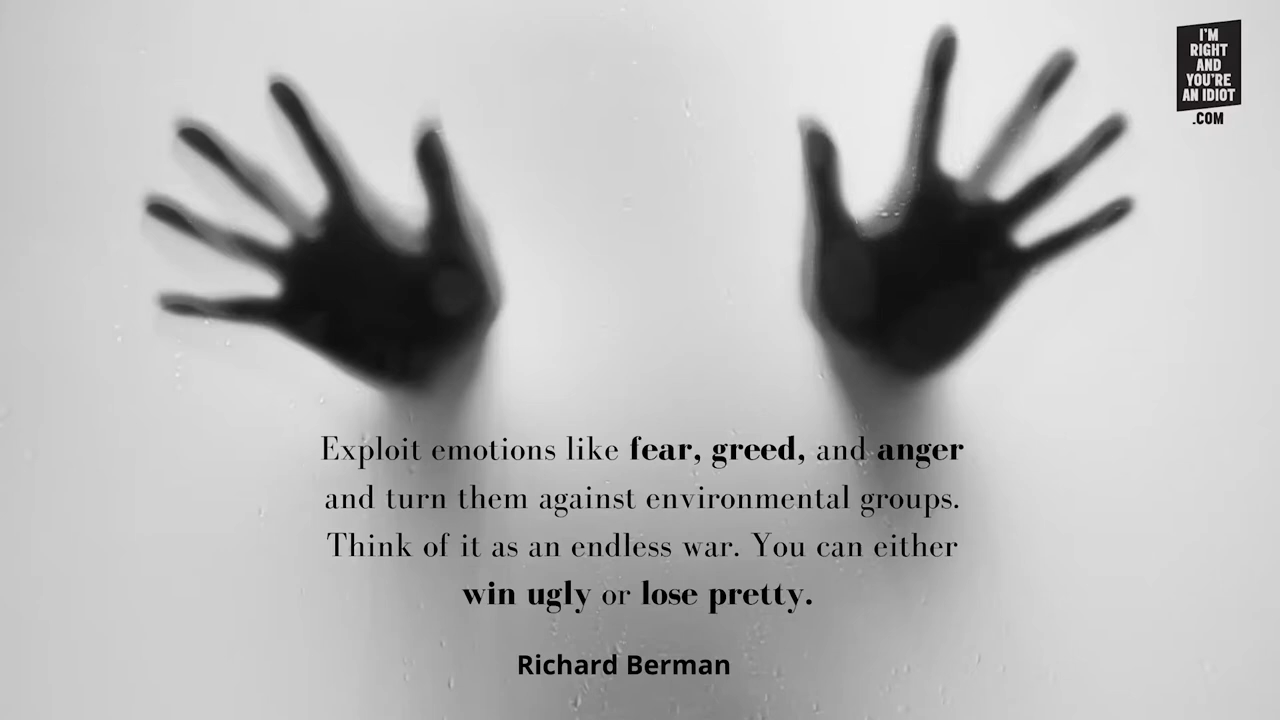 I'M
RIGHT
AND
YOU'RE
AN IDIOT
.COM
Exploit emotions like fear, greed, and anger
and turn them against environmental groups.
Think of it as an endless war. You can either
win ugly or lose pretty.
Richard Berman